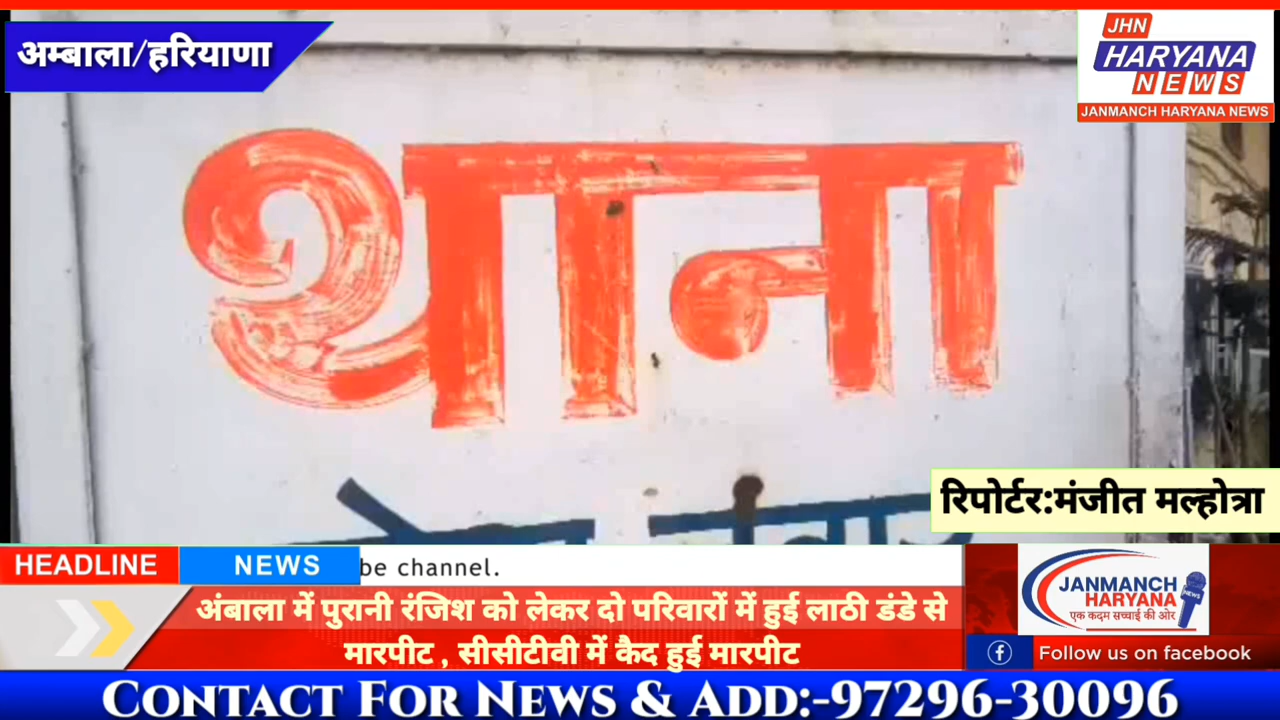 अम्बाला/हरियाणा
JHN
HARYANA
NEWS
JANMANCH HARYANA NEWS
थाना
रिपोर्टर:मंजीत मल्होत्रा
HEADLINE NEWS
be channel.
अंबाला में पुरानी रंजिश को लेकर दो परिवारों में हुई लाठी डंडे से
मारपीट , सीसीटीवी में कैद हुई मारपीट
JANMANCH
HARYANA
NEWS
एक कदम सच्चाई की ओर
Follow us on facebook
CONTACT FOR NEWS & ADD:-97296-30096